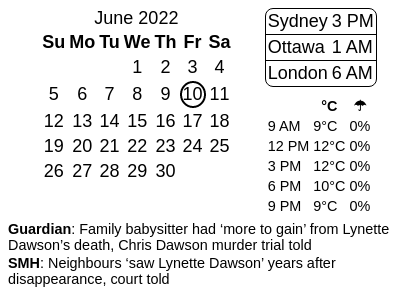 June 2022
Su Mo Tu We Th Fr Sa
1 2 3 4
5 6 7 8 9 10 11
12 13 14 15 16 17 18
19 20 21 22 23 24 25
26 27 28 29 30
Sydney 3 PM
Ottawa 1 AM
London 6 AM
°C ☂
9 AM 9°C 0%
12 PM 12°C 0%
3 PM 12°C 0%
6 PM 10°C 0%
9 PM 9°C 0%
Guardian: Family babysitter had ‘more to gain’ from Lynette
Dawson’s death, Chris Dawson murder trial told
SMH: Neighbours ‘saw Lynette Dawson’ years after
disappearance, court told